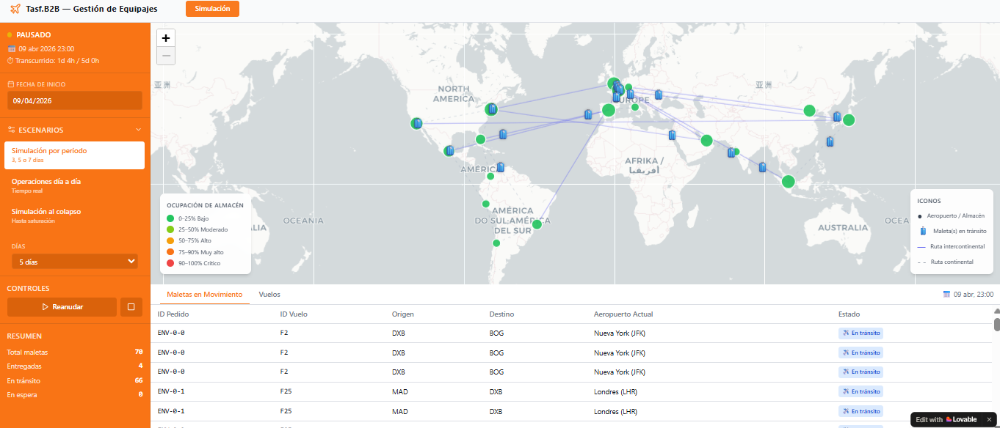 Tasf.B2B — Gestión de Equipajes
Simulación
PAUSADO
09 abr 2026 23:00
Transcurrido: 1d 4h / 5d 0h
FECHA DE INICIO
09/04/2026
ESCENARIOS
Simulación por periodo
3, 5 o 7 días
Operaciones día a día
Tiempo real
Simulación al colapso
Hasta saturación
DÍAS
5 días
CONTROLES
Reanudar
RESUMEN
Total maletas 70
Entregadas 4
En tránsito 66
En espera 0
+
−
亚洲
NORTH
AMERICA
EUROPE
亚洲
AFRIKA /
أفريقيا
AMERICA
AMÉRICA
DO SUL;AMÉRICA
DEL SUR
OCEANIA
ALIA
AUSTRALIA
OCEA
OCUPACIÓN DE ALMACÉN
0–25% Bajo
25–50% Moderado
50–75% Alto
75–90% Muy alto
90–100% Crítico
ICONOS
Aeropuerto / Almacén
Maleta(s) en tránsito
Ruta intercontinental
Ruta continental
Maletas en Movimiento Vuelos 09 abr, 23:00
ID Pedido ID Vuelo Origen Destino Aeropuerto Actual Estado
ENV-0-0 F2 DXB BOG Nueva York (JFK) En tránsito
ENV-0-0 F2 DXB BOG Nueva York (JFK) En tránsito
ENV-0-0 F2 DXB BOG Nueva York (JFK) En tránsito
ENV-0-1 F25 MAD DXB Londres (LHR) En tránsito
ENV-0-1 F25 MAD DXB Londres (LHR) En tránsito
Edit with Lovable ×